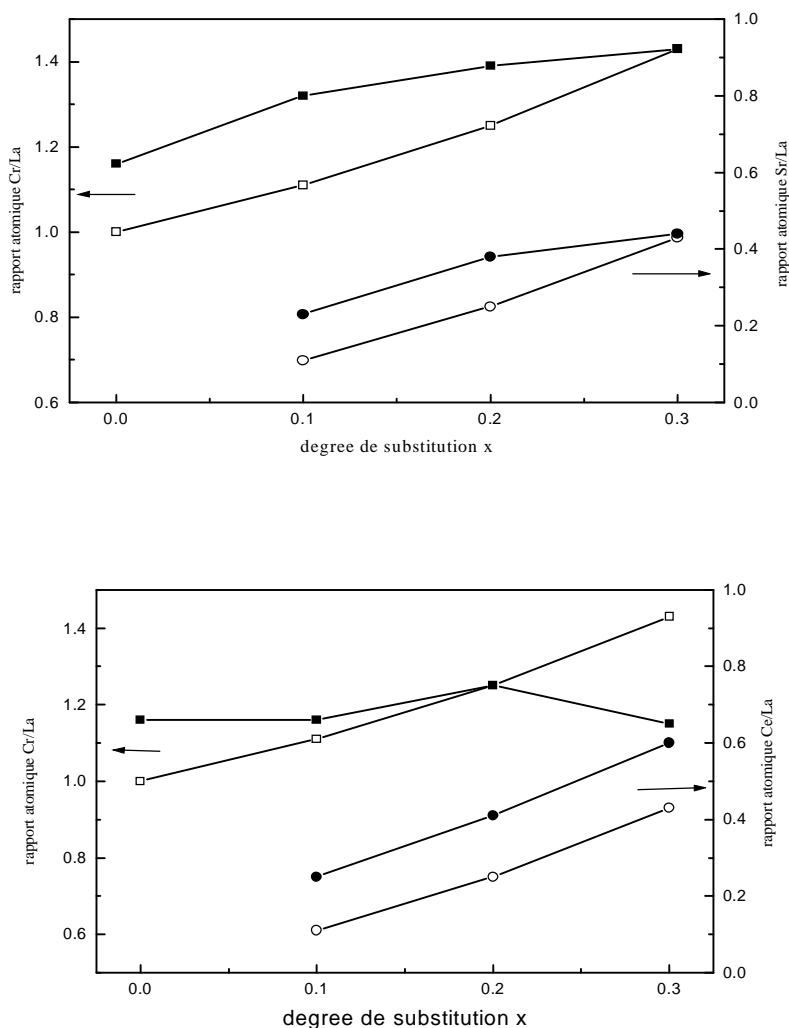 1.0
1.4
0.8
1.2
0.6
1.0
0.4
0.8
0.2
0.6
0.0
rapport atomique Cr/La
rapport atomique Sr/La
0.0 0.1 0.2 0.3
degree de substitution x
1.0
1.4
0.8
1.2
0.6
1.0
0.4
0.8
0.2
0.6
0.0
rapport atomique Cr/La
rapport atomique Ce/La
0.0 0.1 0.2 0.3
degree de substitution x